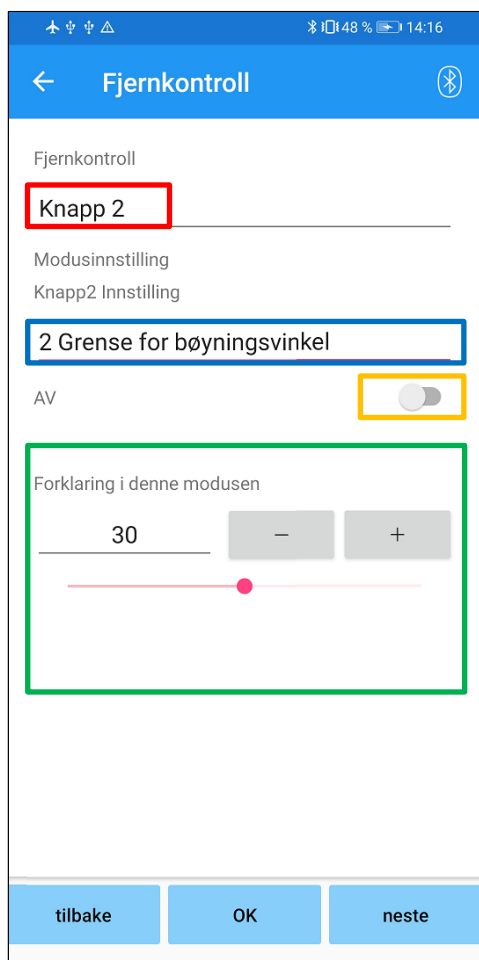 48 % 14:16
Fjernkontroll
Fjernkontroll
Knapp 2
Modusinnstilling
Knapp2 Innstilling
2 Grense for bøyningsvinkel
AV
Forklaring i denne modusen
30 − +
tilbake OK neste